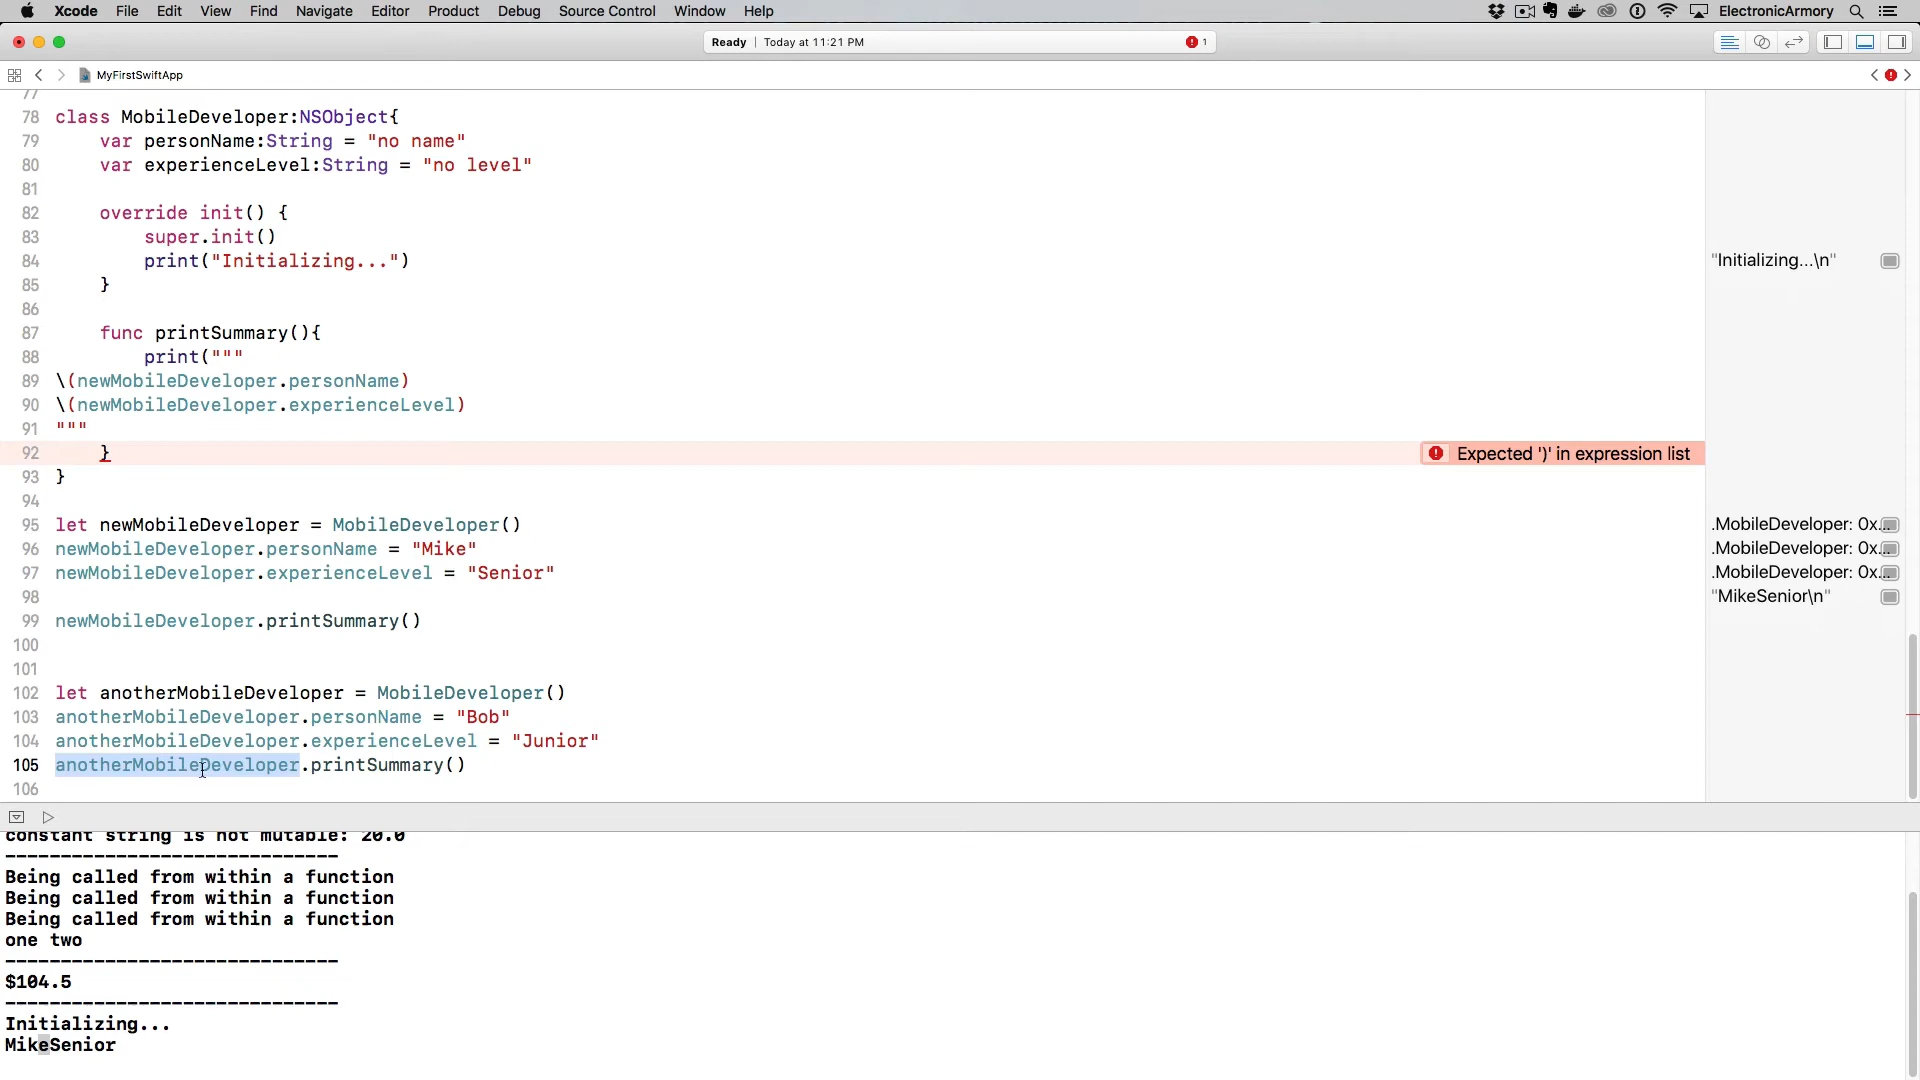 Xcode File Edit View Find Navigate Editor Product Debug Source Control Window Help ElectronicArmory
Ready | Today at 11:21 PM 1
MyFirstSwiftApp
77
78 class MobileDeveloper:NSObject{
79 var personName:String = "no name"
80 var experienceLevel:String = "no level"
81
82 override init() {
83 super.init()
84 print("Initializing...") "Initializing...\n"
85 }
86
87 func printSummary(){
88 print("""
89 \(newMobileDeveloper.personName)
90 \(newMobileDeveloper.experienceLevel)
91 """
92 } Expected ')' in expression list
93 }
94
95 let newMobileDeveloper = MobileDeveloper() .MobileDeveloper: 0x...
96 newMobileDeveloper.personName = "Mike" .MobileDeveloper: 0x...
97 newMobileDeveloper.experienceLevel = "Senior" .MobileDeveloper: 0x...
98 "MikeSenior\n"
99 newMobileDeveloper.printSummary()
100
101
102 let anotherMobileDeveloper = MobileDeveloper()
103 anotherMobileDeveloper.personName = "Bob"
104 anotherMobileDeveloper.experienceLevel = "Junior"
105 anotherMobileDeveloper.printSummary()
106
constant string is not mutable: 20.0
------------------------------
Being called from within a function
Being called from within a function
Being called from within a function
one two
------------------------------
$104.5
------------------------------
Initializing...
MikeSenior